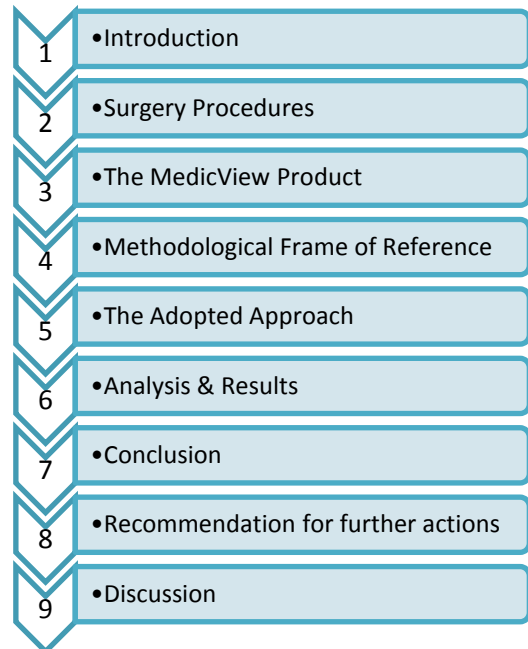 1 •Introduction
2 •Surgery Procedures
3 •The MedicView Product
4 •Methodological Frame of Reference
5 •The Adopted Approach
6 •Analysis & Results
7 •Conclusion
8 •Recommendation for further actions
9 •Discussion